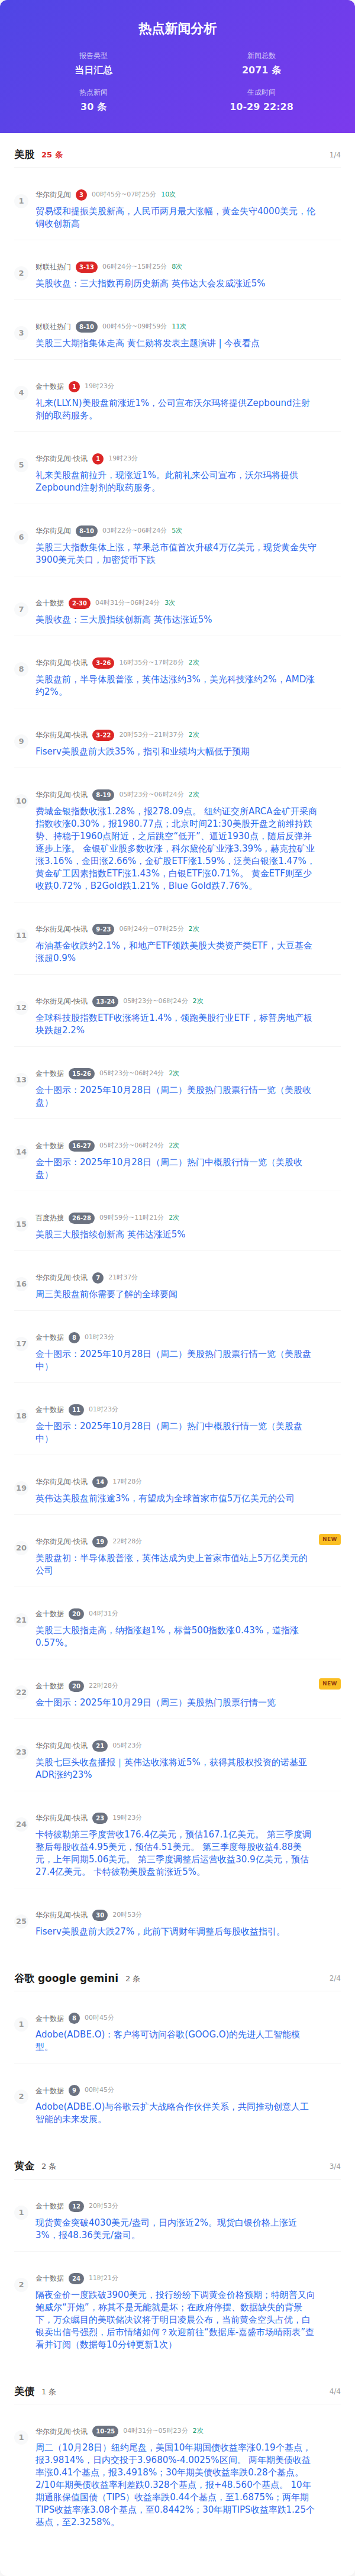 热点新闻分析
报告类型
新闻总数
当日汇总
2071 条
热点新闻
生成时间
30 条
10-29 22:28
美股 25 条
1/4
1
华尔街见闻 3 00时45分~07时25分 10次
贸易缓和提振美股新高，人民币两月最大涨幅，黄金失守4000美元，伦
铜收创新高
2
财联社热门 3-13 06时24分~15时25分 8次
美股收盘：三大指数再刷历史新高 英伟达大会发威涨近5%
3
财联社热门 8-10 00时45分~09时59分 11次
美股三大期指集体走高 黄仁勋将发表主题演讲 | 今夜看点
4
金十数据 1 19时23分
礼来(LLY.N)美股盘前涨近1%，公司宣布沃尔玛将提供Zepbound注射
剂的取药服务。
5
华尔街见闻-快讯 1 19时23分
礼来美股盘前拉升，现涨近1%。此前礼来公司宣布，沃尔玛将提供
Zepbound注射剂的取药服务。
6
华尔街见闻 8-10 03时22分~06时24分 5次
美股三大指数集体上涨，苹果总市值首次升破4万亿美元，现货黄金失守
3900美元关口，加密货币下跌
7
金十数据 2-30 04时31分~06时24分 3次
美股收盘：三大股指续创新高 英伟达涨近5%
8
华尔街见闻-快讯 3-26 16时35分~17时28分 2次
美股盘前，半导体股普涨，英伟达涨约3%，美光科技涨约2%，AMD涨
约2%。
9
华尔街见闻-快讯 3-22 20时53分~21时37分 2次
Fiserv美股盘前大跌35%，指引和业绩均大幅低于预期
10
华尔街见闻-快讯 8-19 05时23分~06时24分 2次
费城金银指数收涨1.28%，报278.09点。 纽约证交所ARCA金矿开采商
指数收涨0.30%，报1980.77点；北京时间21:30美股开盘之前维持跌
势、持稳于1960点附近，之后跳空“低开”、逼近1930点，随后反弹并
逐步上涨。 金银矿业股多数收涨，科尔黛伦矿业涨3.39%，赫克拉矿业
涨3.16%，金田涨2.66%，金矿股ETF涨1.59%，泛美白银涨1.47%，
黄金矿工因素指数ETF涨1.43%，白银ETF涨0.71%。 黄金ETF则至少
收跌0.72%，B2Gold跌1.21%，Blue Gold跌7.76%。
11
华尔街见闻-快讯 9-23 06时24分~07时25分 2次
布油基金收跌约2.1%，和地产ETF领跌美股大类资产类ETF，大豆基金
涨超0.9%
12
华尔街见闻-快讯 13-24 05时23分~06时24分 2次
全球科技股指数ETF收涨将近1.4%，领跑美股行业ETF，标普房地产板
块跌超2.2%
13
金十数据 15-26 05时23分~06时24分 2次
金十图示：2025年10月28日（周二）美股热门股票行情一览（美股收
盘）
14
金十数据 16-27 05时23分~06时24分 2次
金十图示：2025年10月28日（周二）热门中概股行情一览（美股收
盘）
15
百度热搜 26-28 09时59分~11时21分 2次
美股三大股指续创新高 英伟达涨近5%
16
华尔街见闻-快讯 7 21时37分
周三美股盘前你需要了解的全球要闻
17
金十数据 8 01时23分
金十图示：2025年10月28日（周二）美股热门股票行情一览（美股盘
中）
18
金十数据 11 01时23分
金十图示：2025年10月28日（周二）热门中概股行情一览（美股盘
中）
19
华尔街见闻-快讯 14 17时28分
英伟达美股盘前涨逾3%，有望成为全球首家市值5万亿美元的公司
20
华尔街见闻-快讯 19 22时28分
NEW
美股盘初：半导体股普涨，英伟达成为史上首家市值站上5万亿美元的
公司
21
金十数据 20 04时31分
美股三大股指走高，纳指涨超1%，标普500指数涨0.43%，道指涨
0.57%。
22
金十数据 20 22时28分
NEW
金十图示：2025年10月29日（周三）美股热门股票行情一览
23
华尔街见闻-快讯 21 05时23分
美股七巨头收盘播报｜英伟达收涨将近5%，获得其股权投资的诺基亚
ADR涨约23%
24
华尔街见闻-快讯 23 19时23分
卡特彼勒第三季度营收176.4亿美元，预估167.1亿美元。 第三季度调
整后每股收益4.95美元，预估4.51美元。 第三季度每股收益4.88美
元，上年同期5.06美元。 第三季度调整后运营收益30.9亿美元，预估
27.4亿美元。 卡特彼勒美股盘前涨近5%。
25
华尔街见闻-快讯 30 20时53分
Fiserv美股盘前大跌27%，此前下调财年调整后每股收益指引。
谷歌 google gemini 2 条
2/4
1
金十数据 8 00时45分
Adobe(ADBE.O)：客户将可访问谷歌(GOOG.O)的先进人工智能模
型。
2
金十数据 9 00时45分
Adobe(ADBE.O)与谷歌云扩大战略合作伙伴关系，共同推动创意人工
智能的未来发展。
黄金 2 条
3/4
1
金十数据 12 20时53分
现货黄金突破4030美元/盎司，日内涨近2%。现货白银价格上涨近
3%，报48.36美元/盎司。
2
金十数据 24 11时21分
隔夜金价一度跌破3900美元，投行纷纷下调黄金价格预期；特朗普又向
鲍威尔“开炮”，称其不是无能就是坏；在政府停摆、数据缺失的背景
下，万众瞩目的美联储决议将于明日凌晨公布，当前黄金空头占优，白
银卖出信号强烈，后市情绪如何？欢迎前往“数据库-嘉盛市场晴雨表”查
看并订阅（数据每10分钟更新1次）
美债 1 条
4/4
1
华尔街见闻-快讯 10-25 04时31分~05时23分 2次
周二（10月28日）纽约尾盘，美国10年期国债收益率涨0.19个基点，
报3.9814%，日内交投于3.9680%-4.0025%区间。 两年期美债收益
率涨0.41个基点，报3.4918%；30年期美债收益率跌0.28个基点。
2/10年期美债收益率利差跌0.328个基点，报+48.560个基点。 10年
期通胀保值国债（TIPS）收益率跌0.44个基点，至1.6875%；两年期
TIPS收益率涨3.08个基点，至0.8442%；30年期TIPS收益率跌1.25个
基点，至2.3258%。